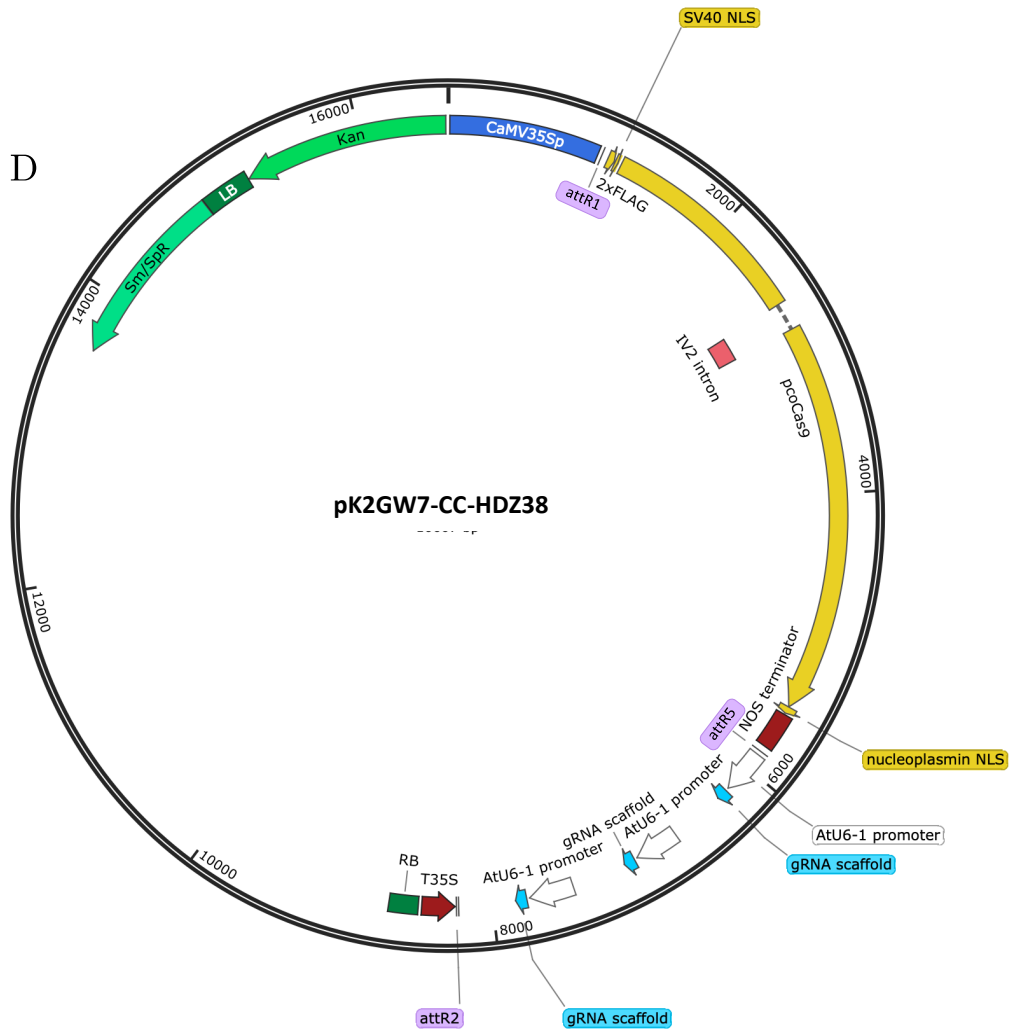 SV40 NLS
16000
Kan
CaMV35Sp
D
LB
attR1
2xFLAG
2000
Sm/SpR
14000
IV2 intron
pcoCas9
4000
pK2GW7-CC-HDZ38
12000
NOS terminator
attR5
nucleoplasmin NLS
6000
AtU6-1 promoter
gRNA scaffold
AtU6-1 promoter
gRNA scaffold
10000
RB
T35S
AtU6-1 promoter
8000
attR2
gRNA scaffold